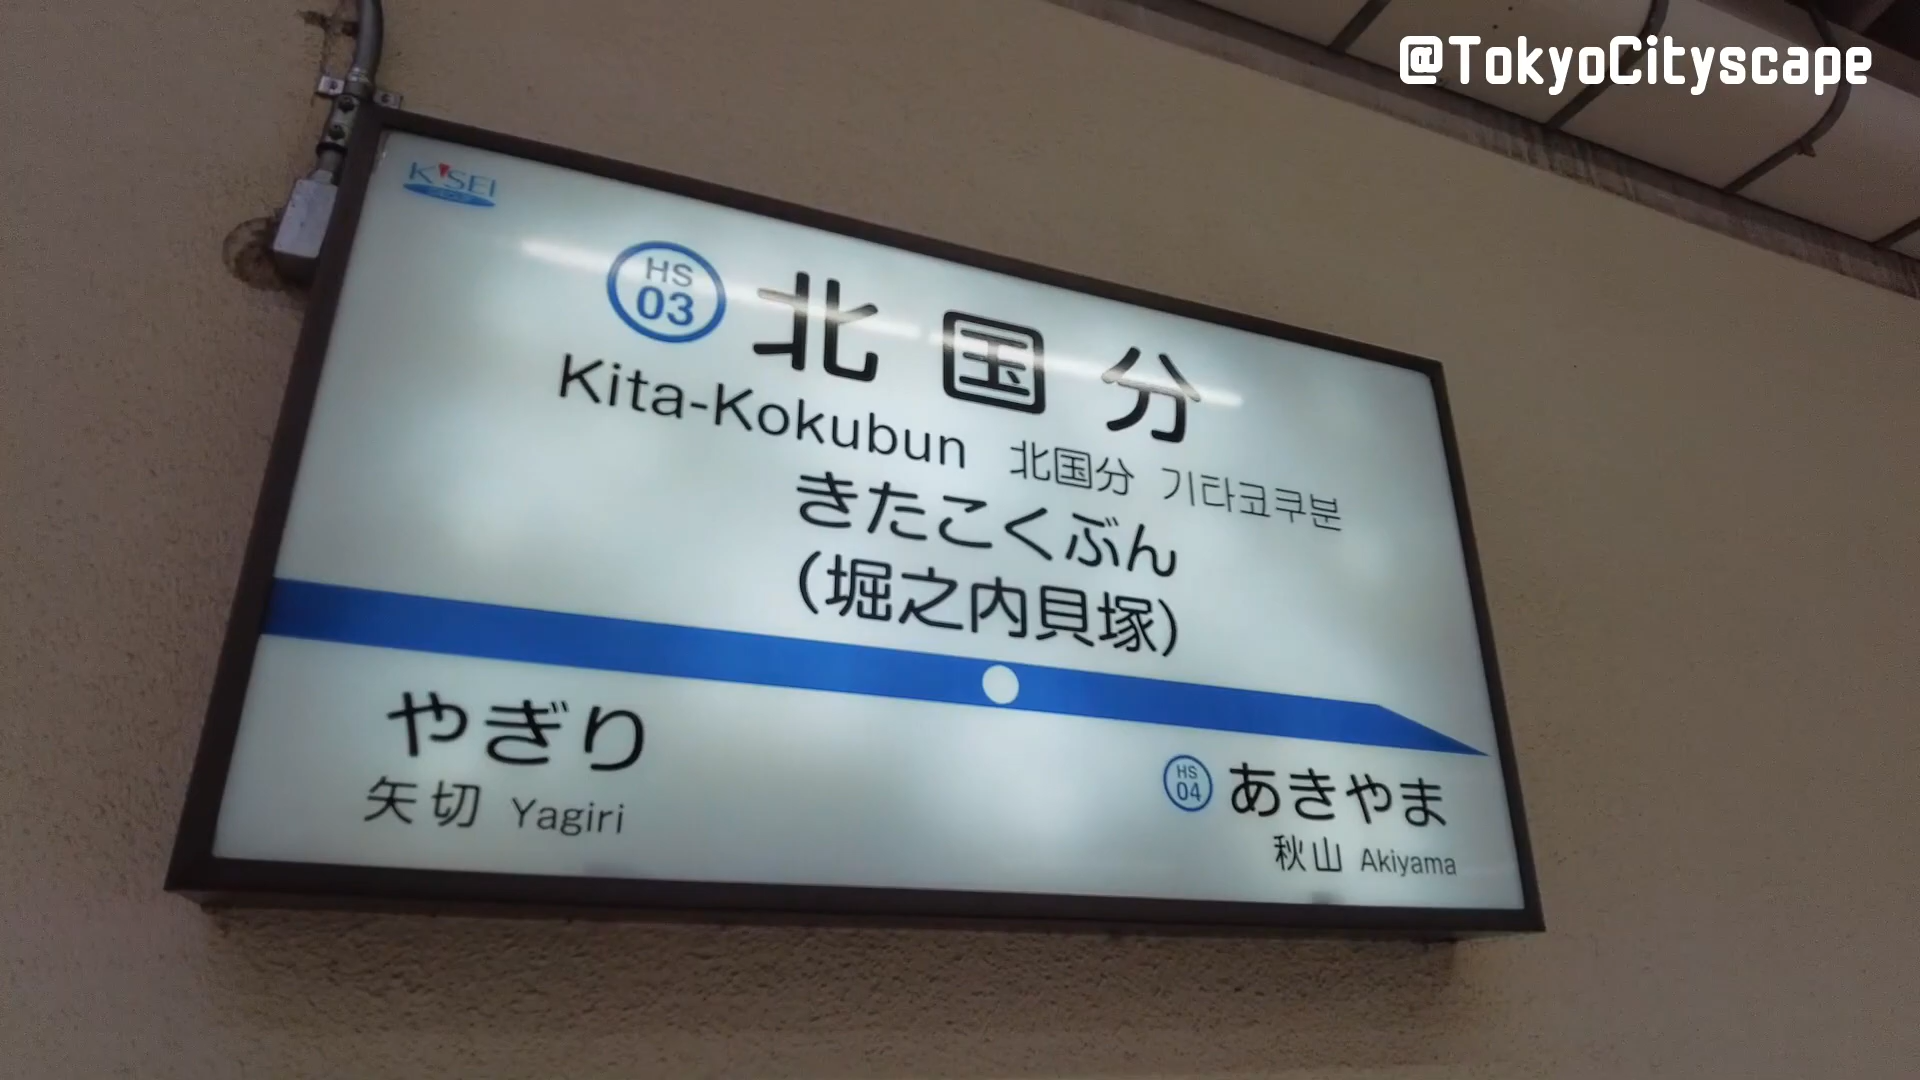 @TokyoCityscape
K'SEI
GROUP
HS
03
北国分
Kita-Kokubun 北国分 기타코쿠분
きたこくぶん
(堀之内貝塚)
やぎり
矢切 Yagiri
HS
04
あきやま
秋山 Akiyama